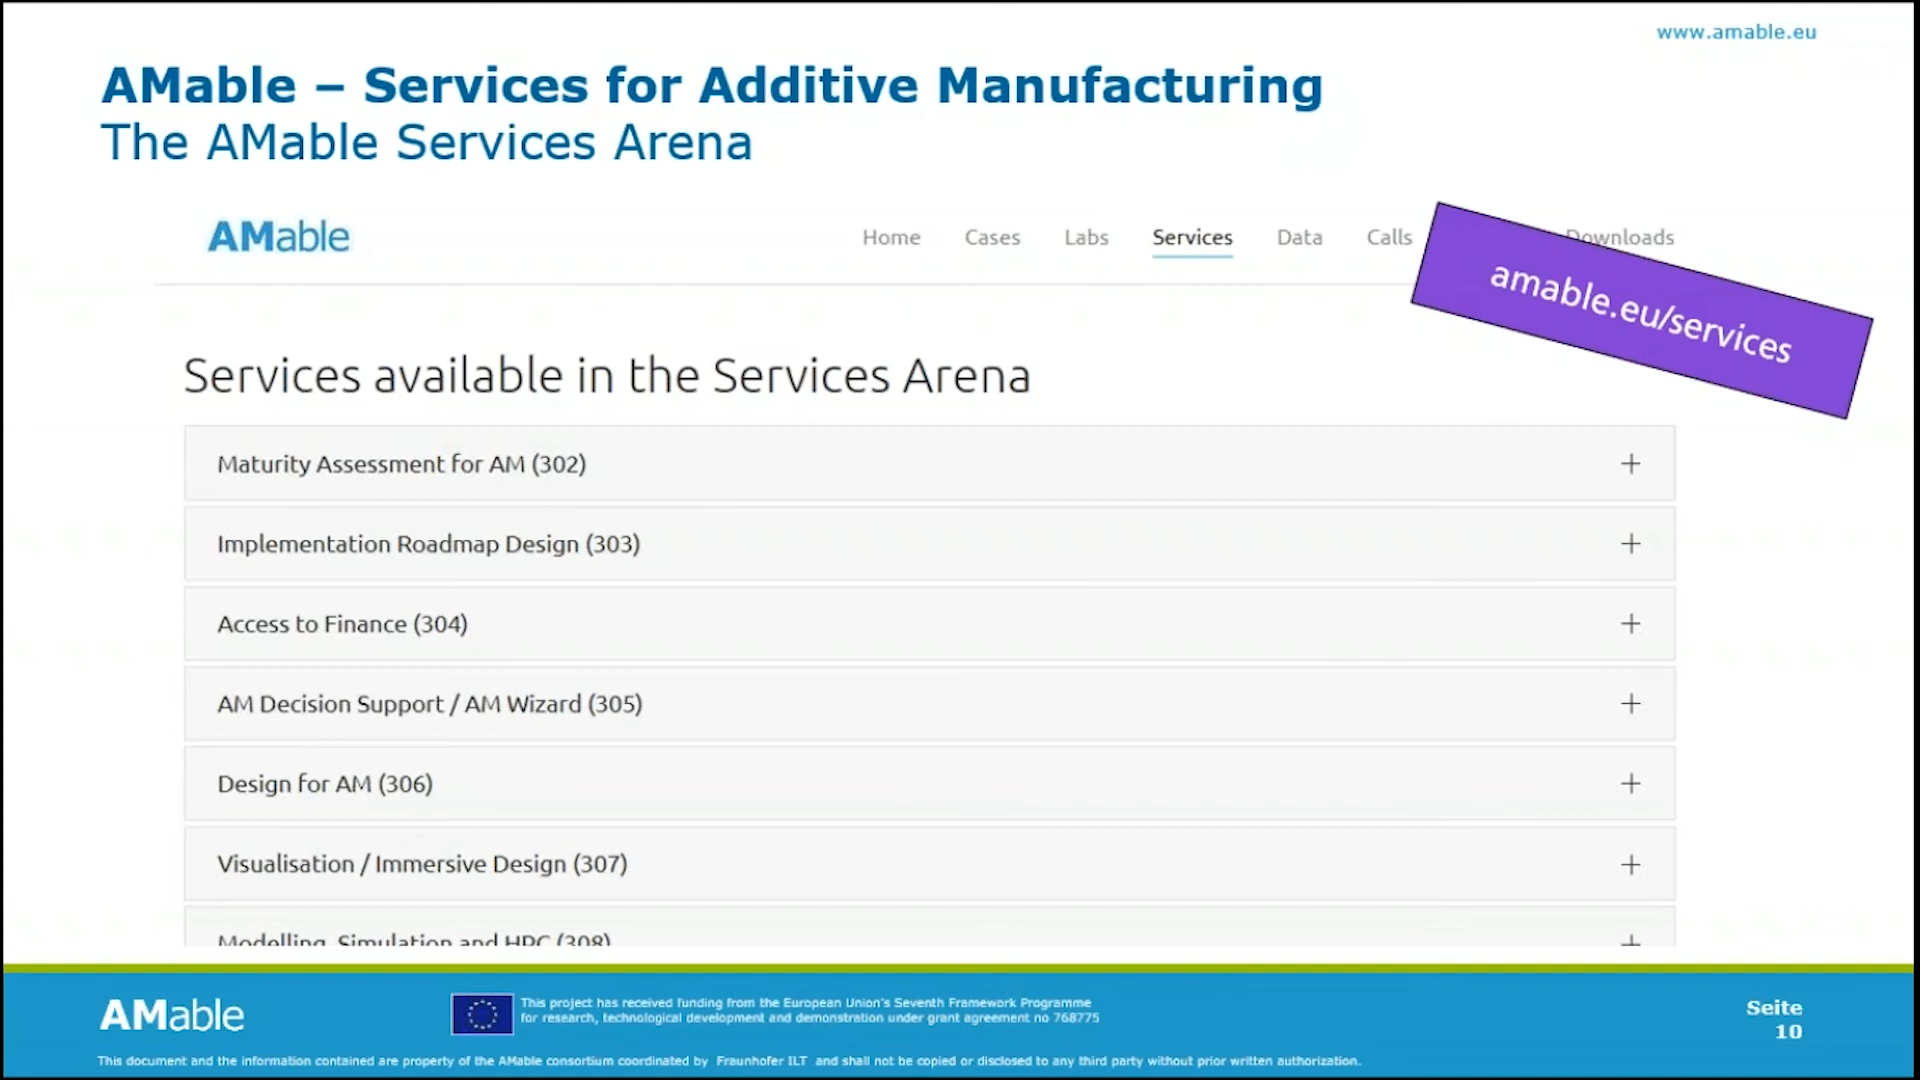 www.amable.eu
AMable – Services for Additive Manufacturing
The AMable Services Arena
AMable
Home Cases Labs Services Data Calls Downloads
amable.eu/services
Services available in the Services Arena
Maturity Assessment for AM (302) +
Implementation Roadmap Design (303) +
Access to Finance (304) +
AM Decision Support / AM Wizard (305) +
Design for AM (306) +
Visualisation / Immersive Design (307) +
Modelling, Simulation and HPC (308) +
AMable
This project has received funding from the European Union's Seventh Framework Programme
for research, technological development and demonstration under grant agreement no 768775
Seite
10
This document and the information contained are property of the AMable consortium coordinated by Fraunhofer ILT and shall not be copied or disclosed to any third party without prior written authorization.